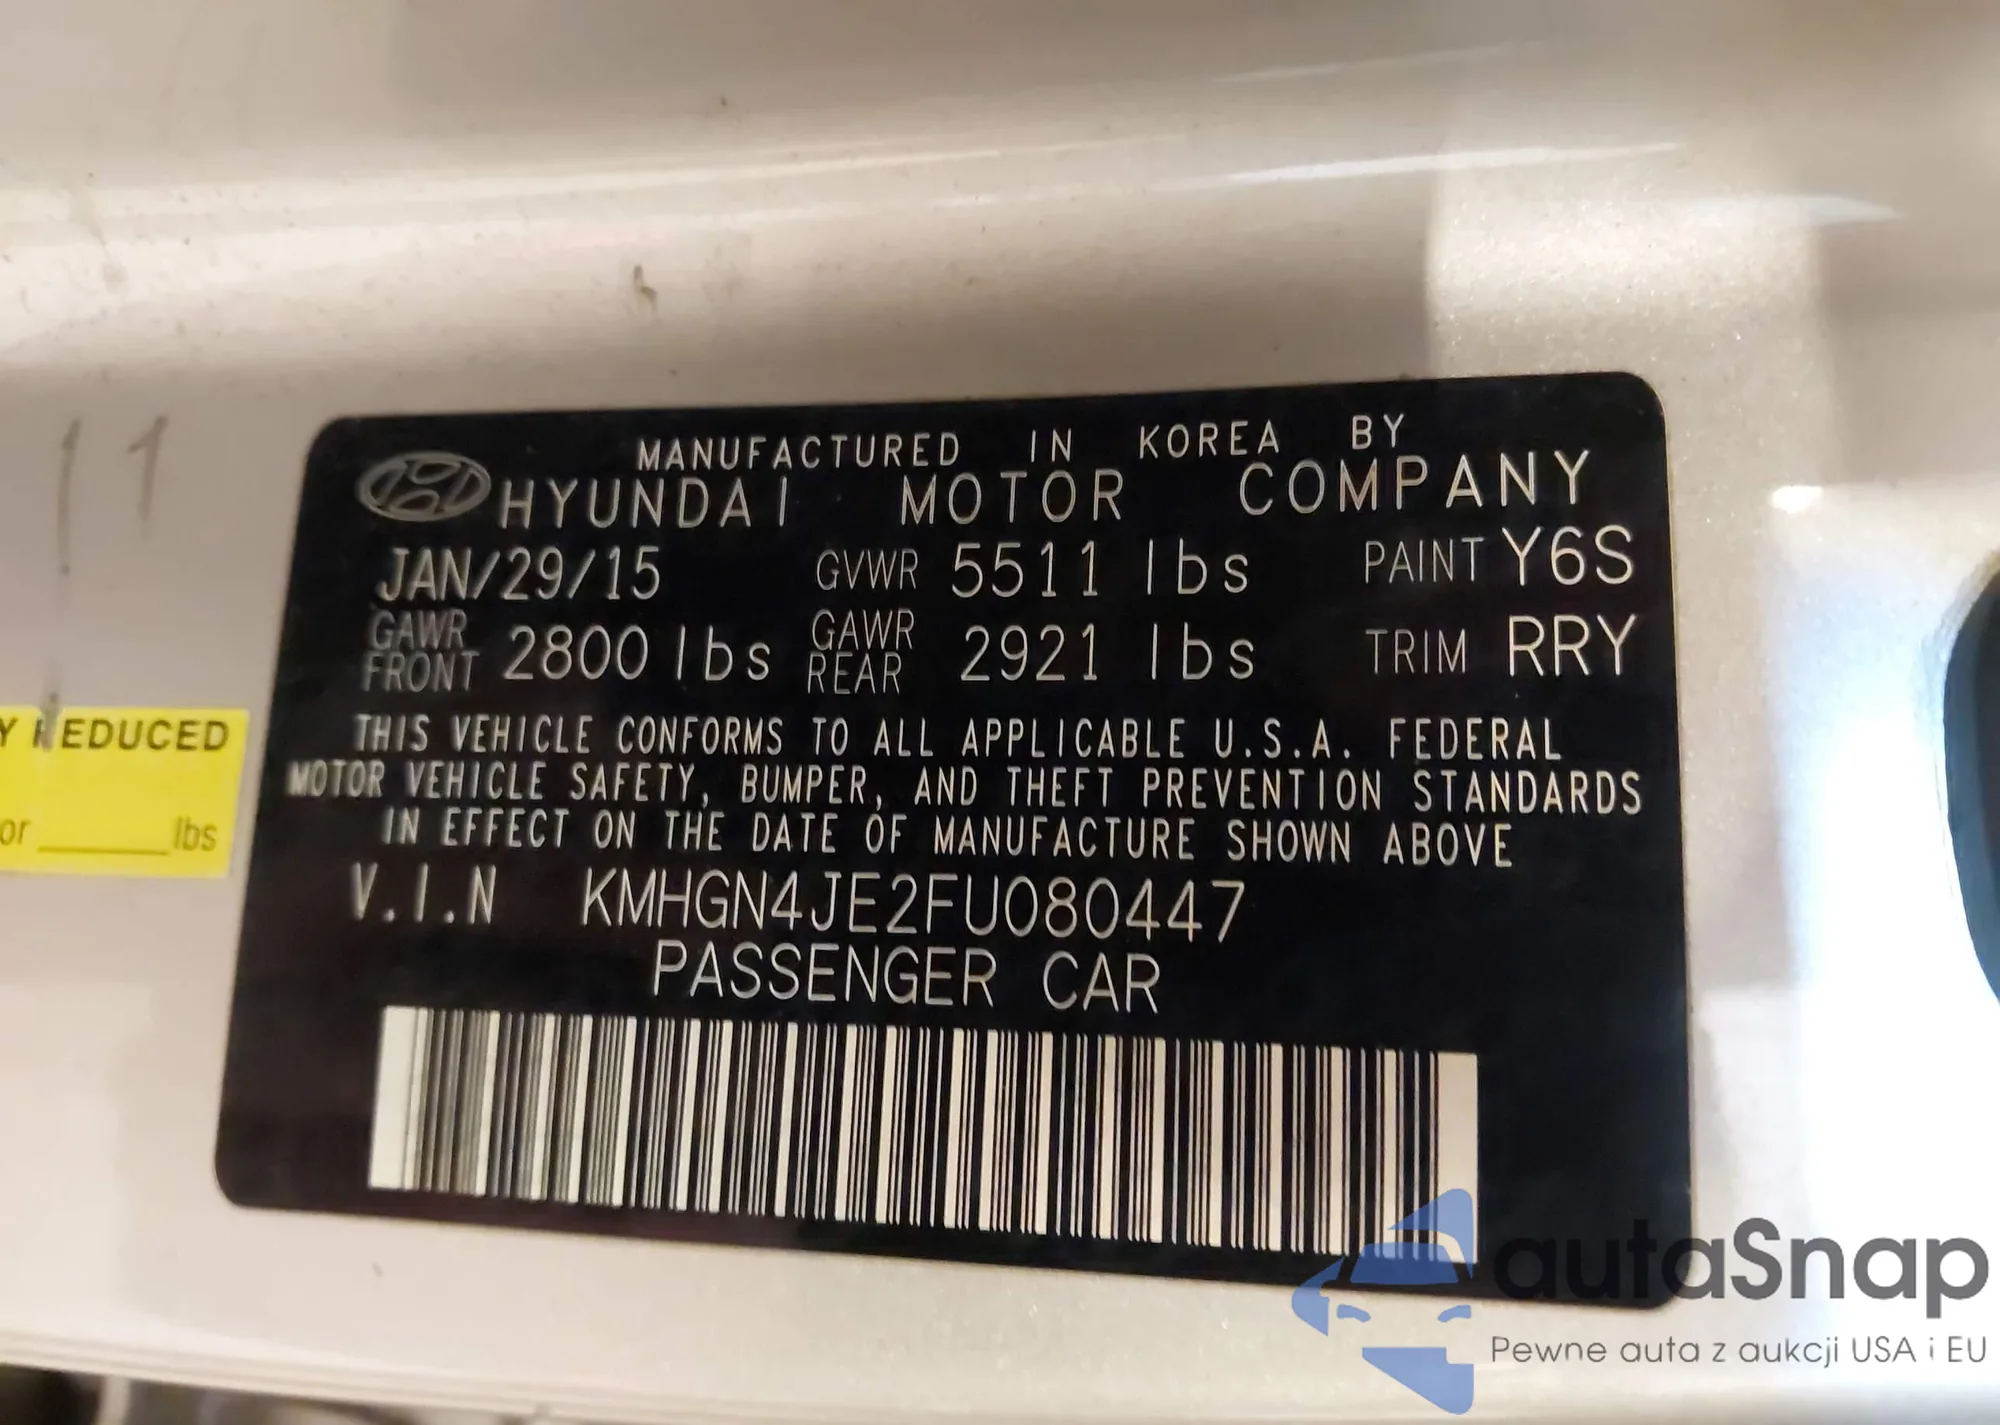 MANUFACTURED IN KOREA BY
HYUNDAI MOTOR COMPANY
JAN/29/15 GVWR 5511 lbs PAINT Y6S
GAWR FRONT 2800 lbs GAWR REAR 2921 lbs TRIM RRY
THIS VEHICLE CONFORMS TO ALL APPLICABLE U.S.A. FEDERAL
MOTOR VEHICLE SAFETY, BUMPER, AND THEFT PREVENTION STANDARDS
IN EFFECT ON THE DATE OF MANUFACTURE SHOWN ABOVE
V.I.N KMHGN4JE2FU080447
PASSENGER CAR
11
Y REDUCED
or ______ lbs
autaSnap
Pewne auta z aukcji USA i EU